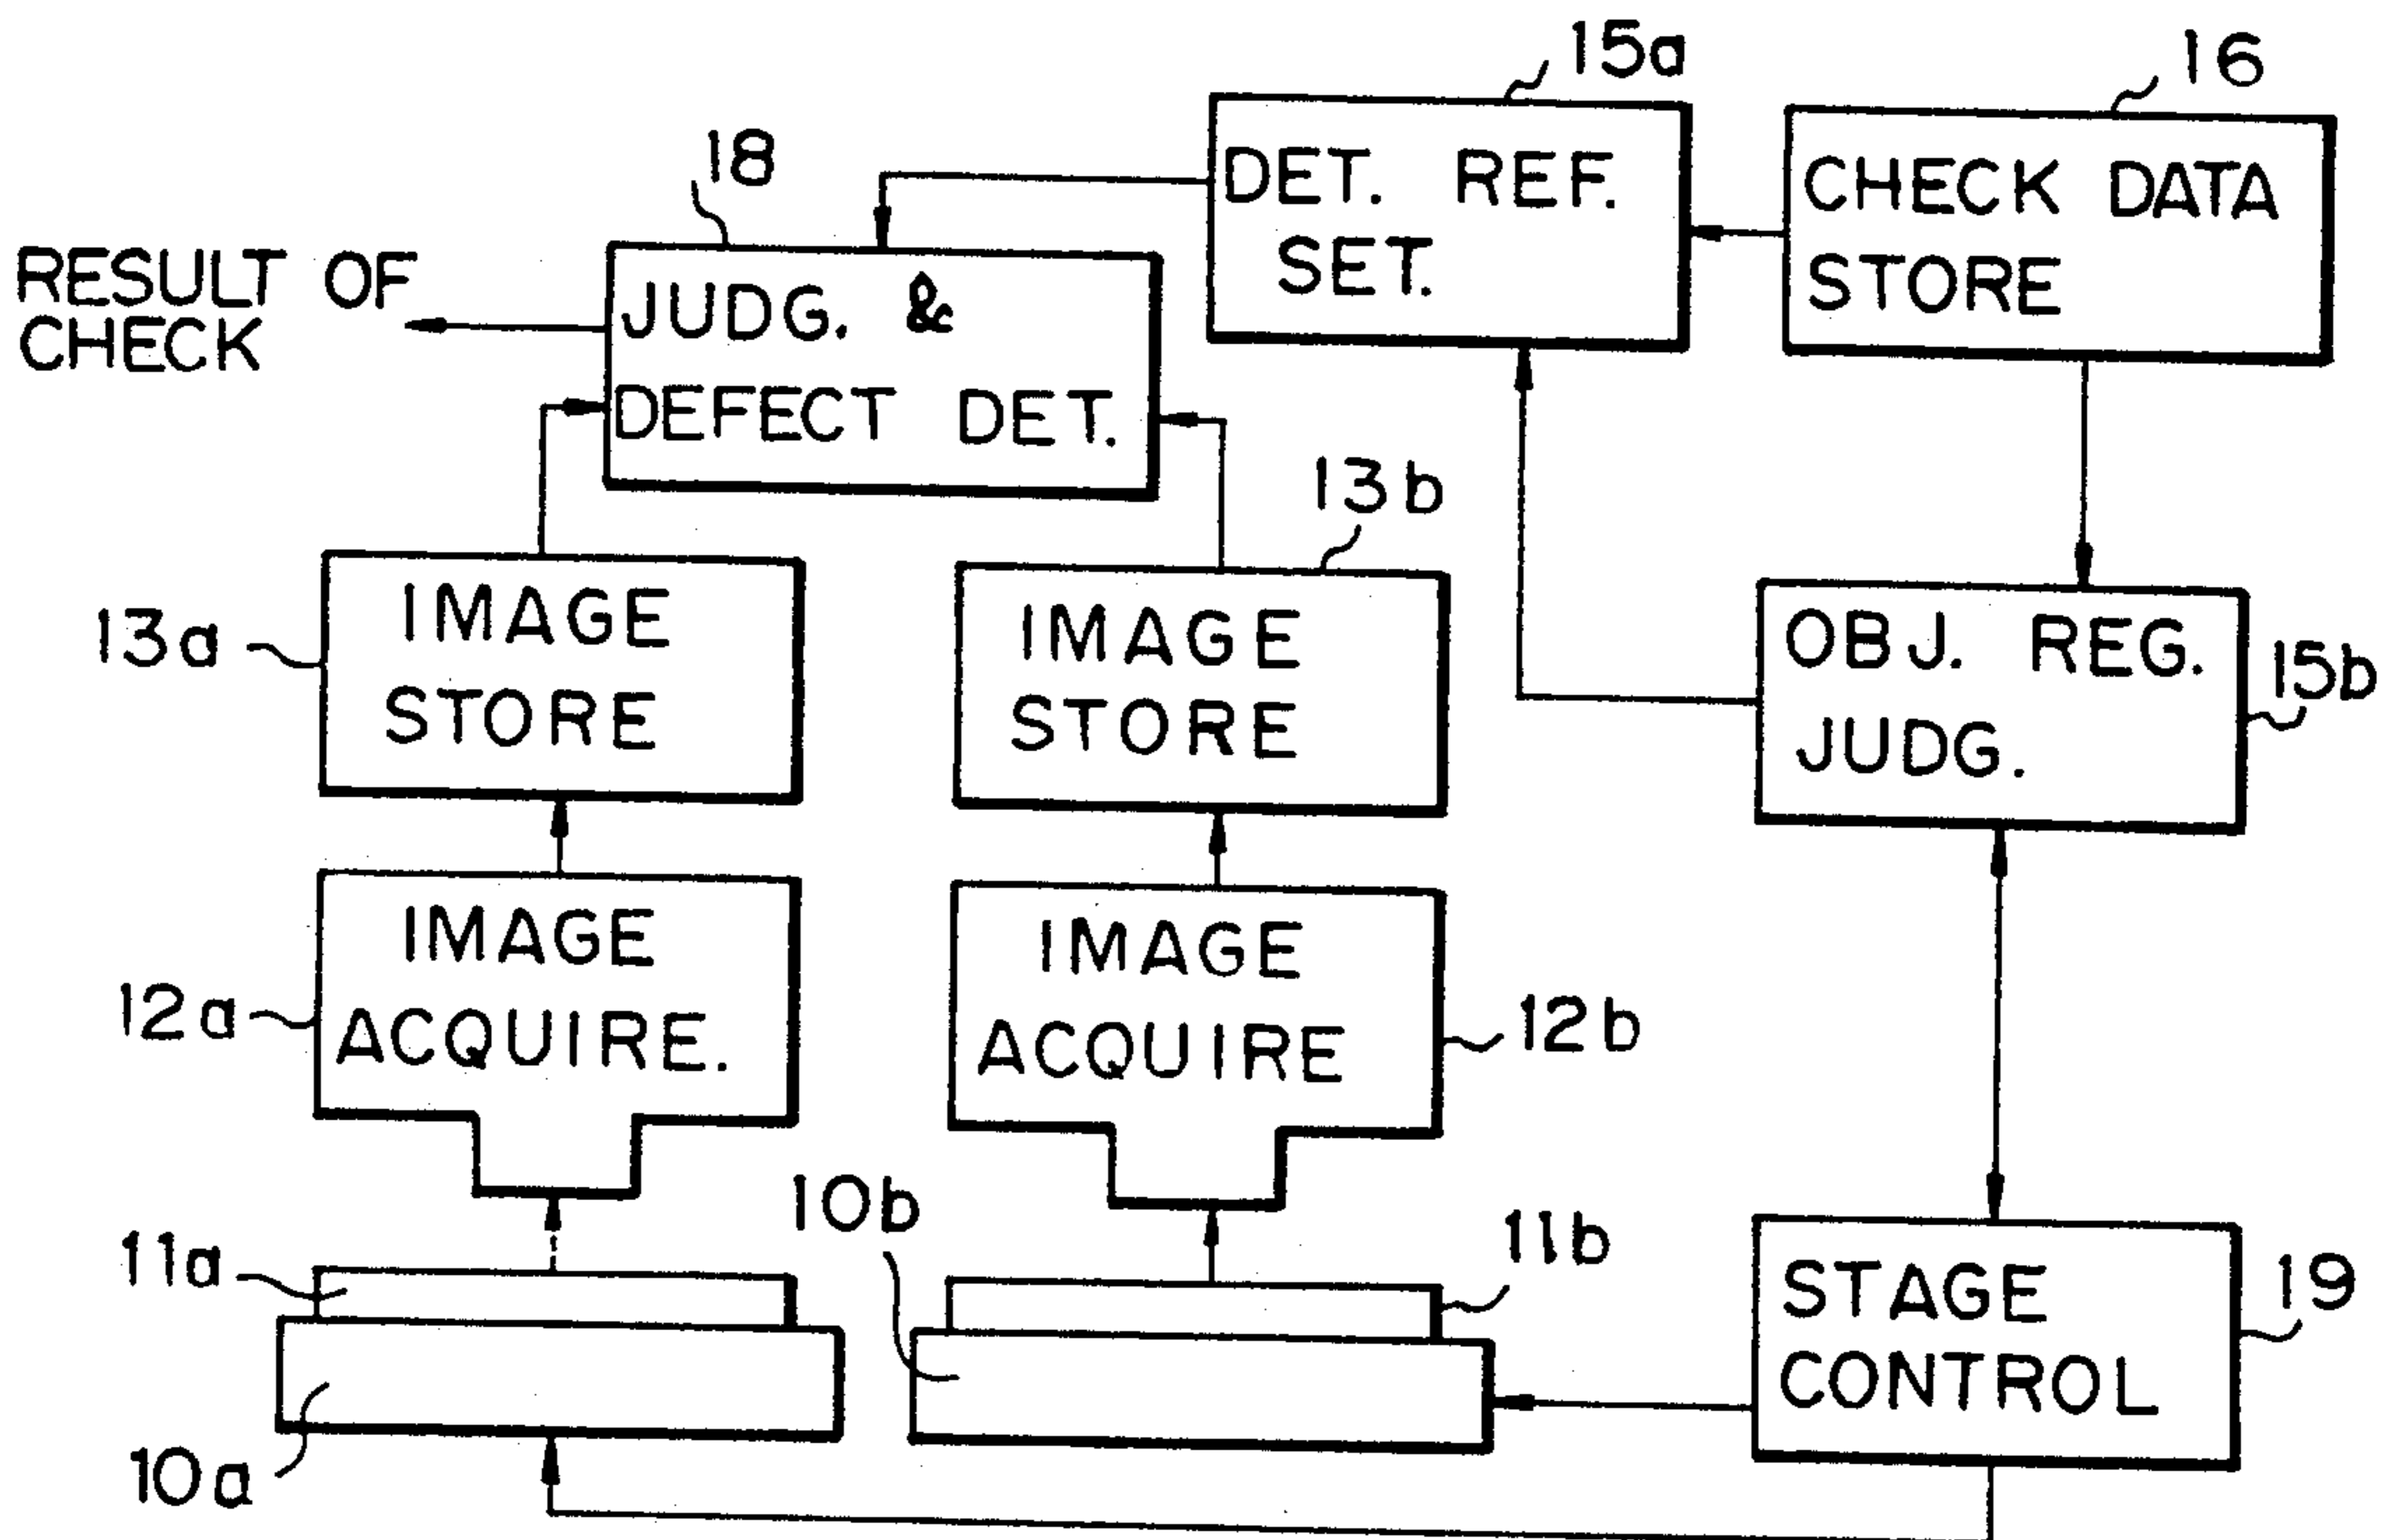 15a
16
18
DET. REF.
SET.
CHECK DATA
STORE
RESULT OF
CHECK
JUDG. &
DEFECT DET.
13b
13a
IMAGE
STORE
IMAGE
STORE
OBJ. REG.
JUDG.
15b
12a
IMAGE
ACQUIRE.
IMAGE
ACQUIRE
12b
10b
11a
11b
STAGE
CONTROL
19
10a